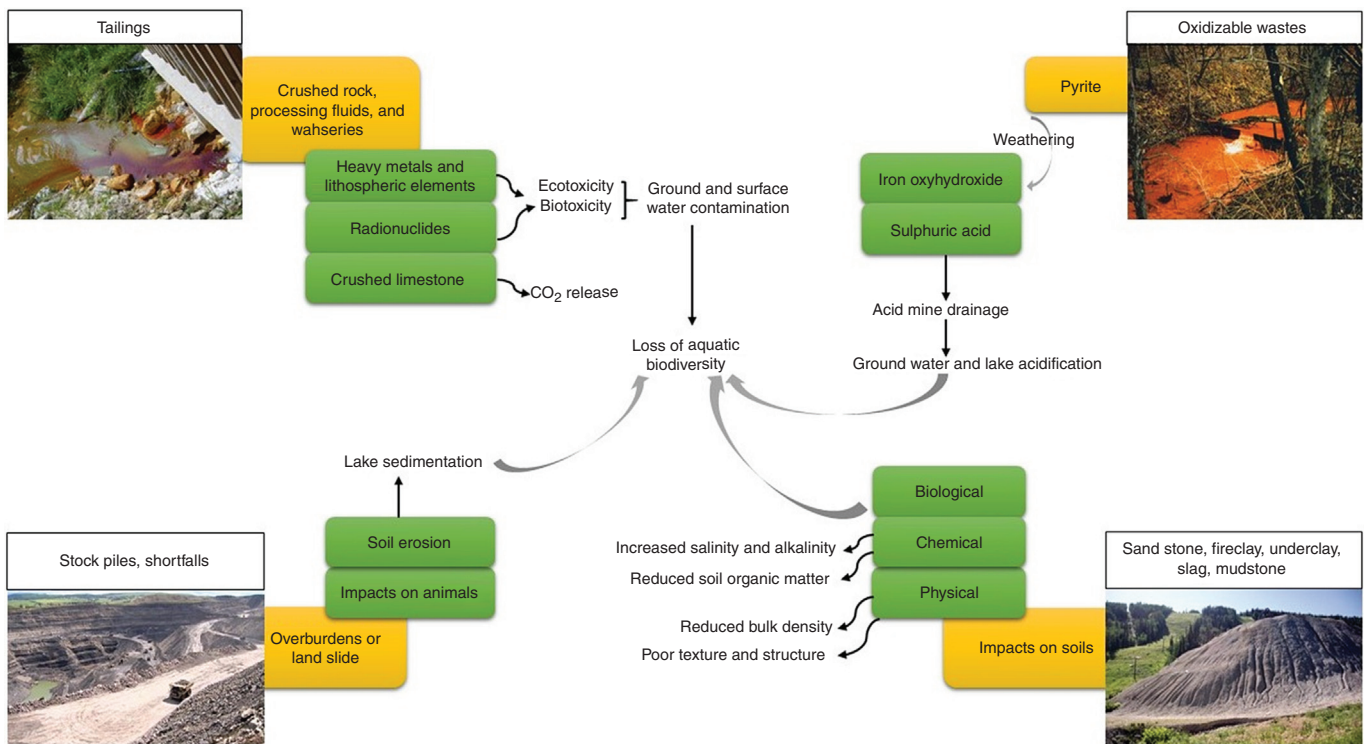 Tailings
Crushed rock,
processing fluids, and
wahseries
Heavy metals and
lithospheric elements
Radionuclides
Crushed limestone
Ecotoxicity
Biotoxicity
Ground and surface
water contamination
CO2 release
Loss of aquatic
biodiversity
Oxidizable wastes
Pyrite
Weathering
Iron oxyhydroxide
Sulphuric acid
Acid mine drainage
Ground water and lake acidification
Lake sedimentation
Soil erosion
Impacts on animals
Stock piles, shortfalls
Overburdens or
land slide
Biological
Chemical
Physical
Increased salinity and alkalinity
Reduced soil organic matter
Reduced bulk density
Poor texture and structure
Sand stone, fireclay, underclay,
slag, mudstone
Impacts on soils